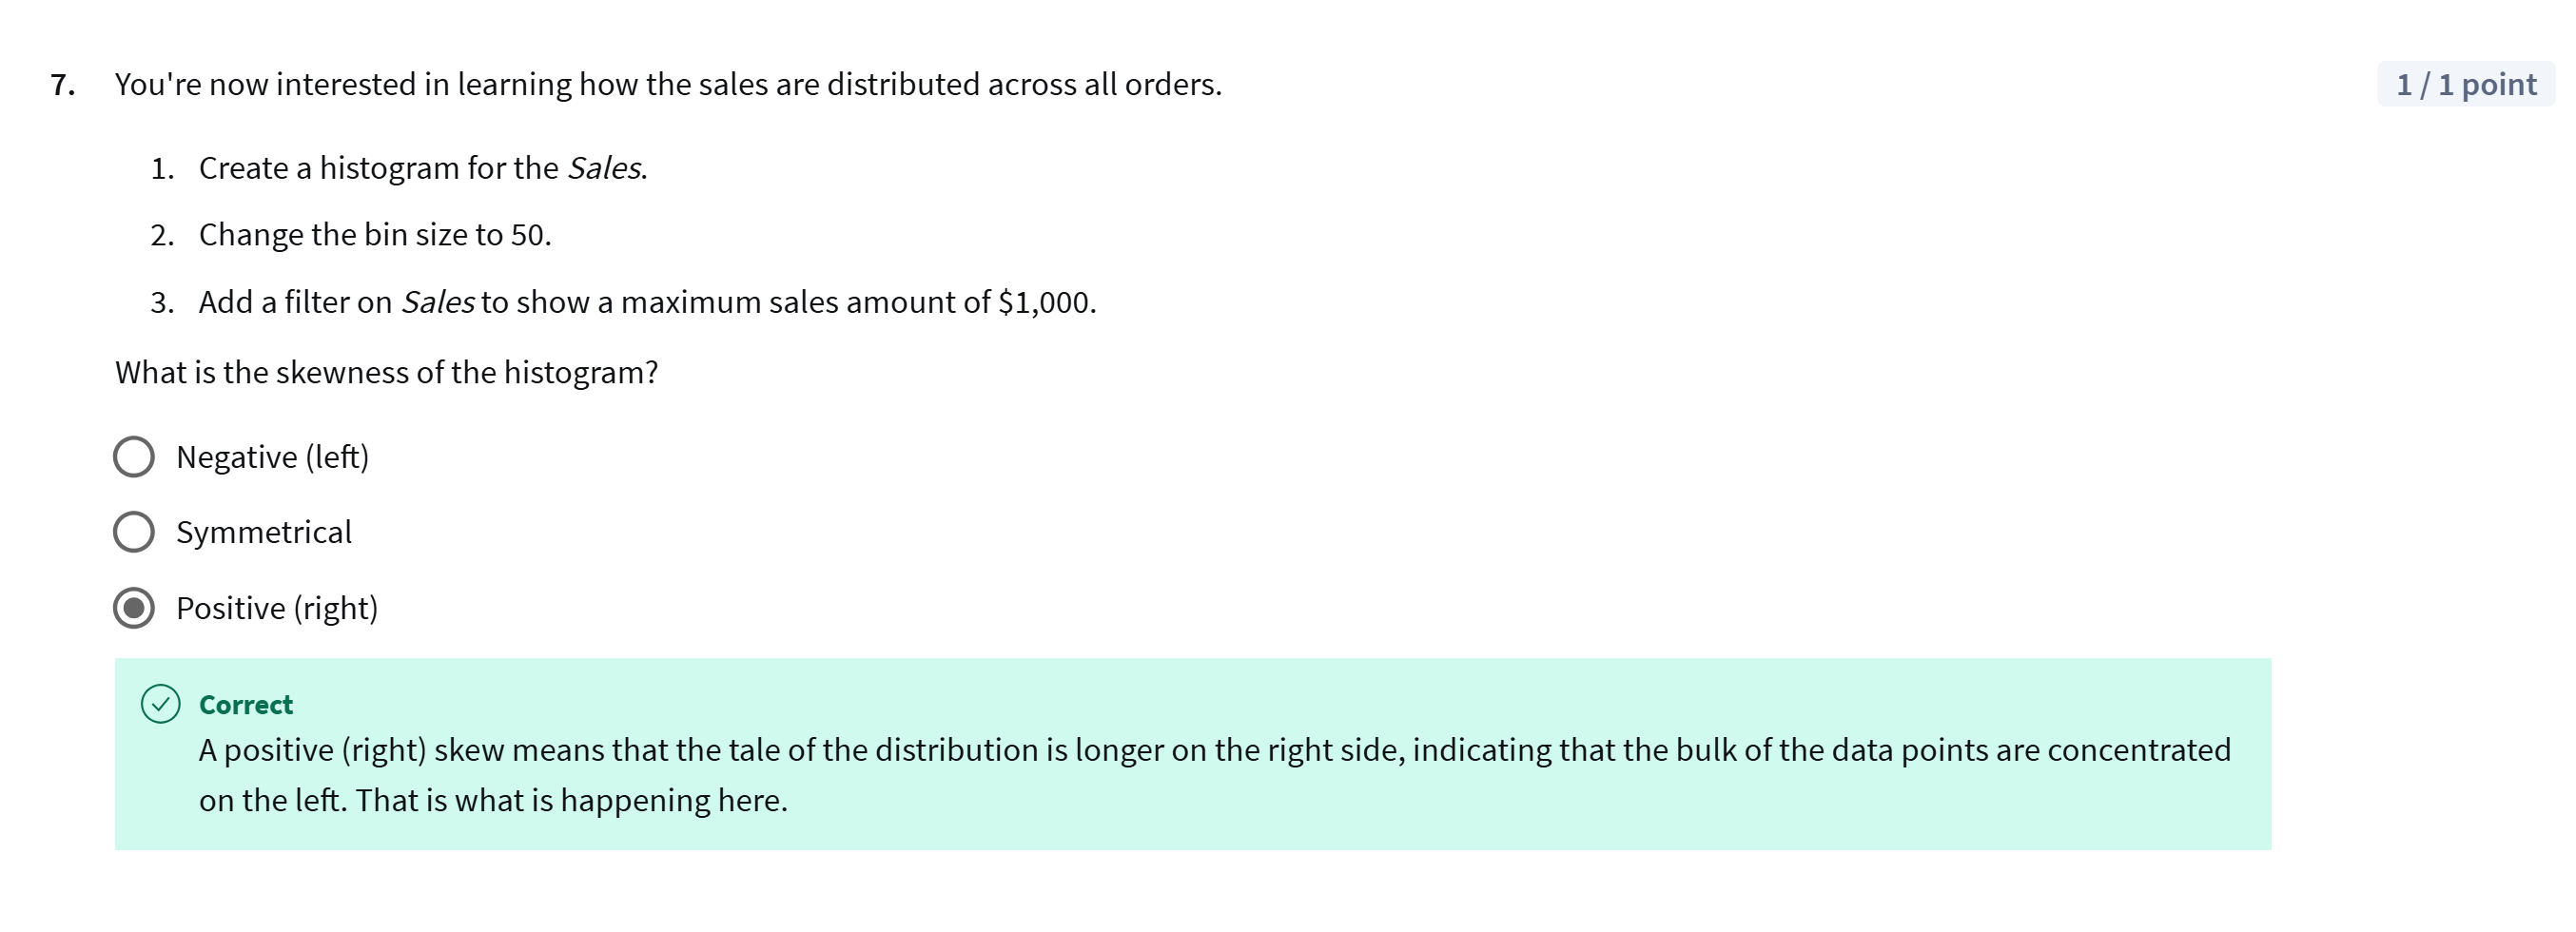 7. You're now interested in learning how the sales are distributed across all orders.
1 / 1 point
1. Create a histogram for the Sales.
2. Change the bin size to 50.
3. Add a filter on Sales to show a maximum sales amount of $1,000.
What is the skewness of the histogram?
Negative (left)
Symmetrical
Positive (right)
Correct
A positive (right) skew means that the tale of the distribution is longer on the right side, indicating that the bulk of the data points are concentrated
on the left. That is what is happening here.